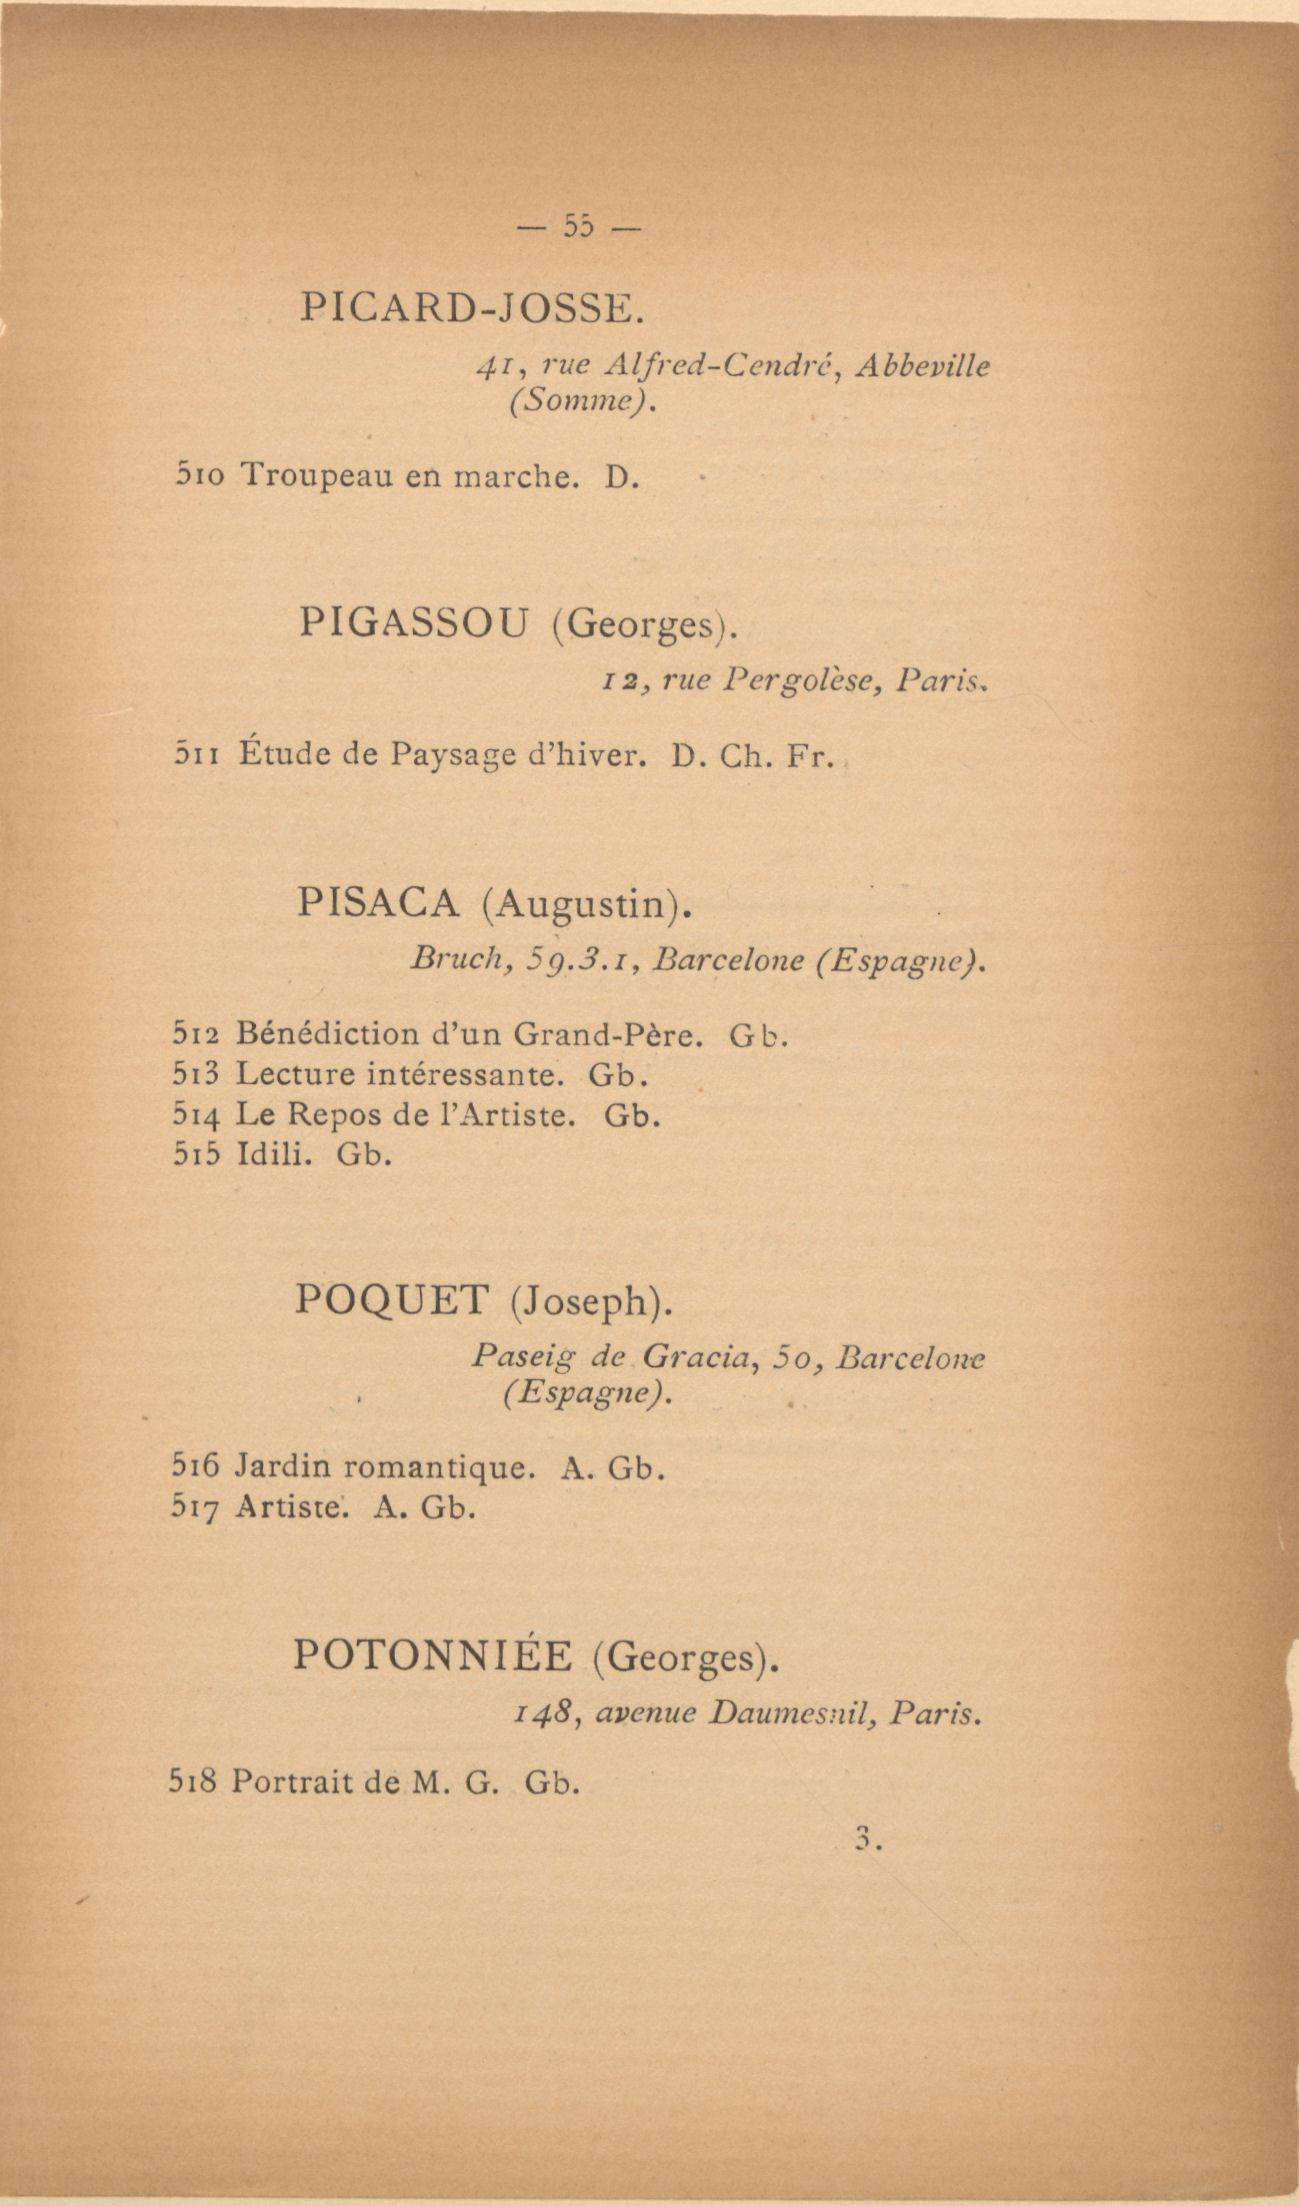 — 55 —
PICARD-JOSSE.
41, rue Alfred-Cendré, Abbeville
(Somme).
510 Troupeau en marche. D.
PIGASSOU (Georges).
12, rue Pergolèse, Paris.
511 Étude de Paysage d'hiver. D. Ch. Fr.
PISACA (Augustin).
Bruch, 59.3.1, Barcelone (Espagne).
512 Bénédiction d'un Grand-Père. Gb.
513 Lecture intéressante. Gb.
514 Le Repos de l'Artiste. Gb.
515 Idili. Gb.
POQUET (Joseph).
Paseig de Gracia, 50, Barcelone
(Espagne).
516 Jardin romantique. A. Gb.
517 Artiste. A. Gb.
POTONNIÉE (Georges).
148, avenue Daumesnil, Paris.
518 Portrait de M. G. Gb.
3.